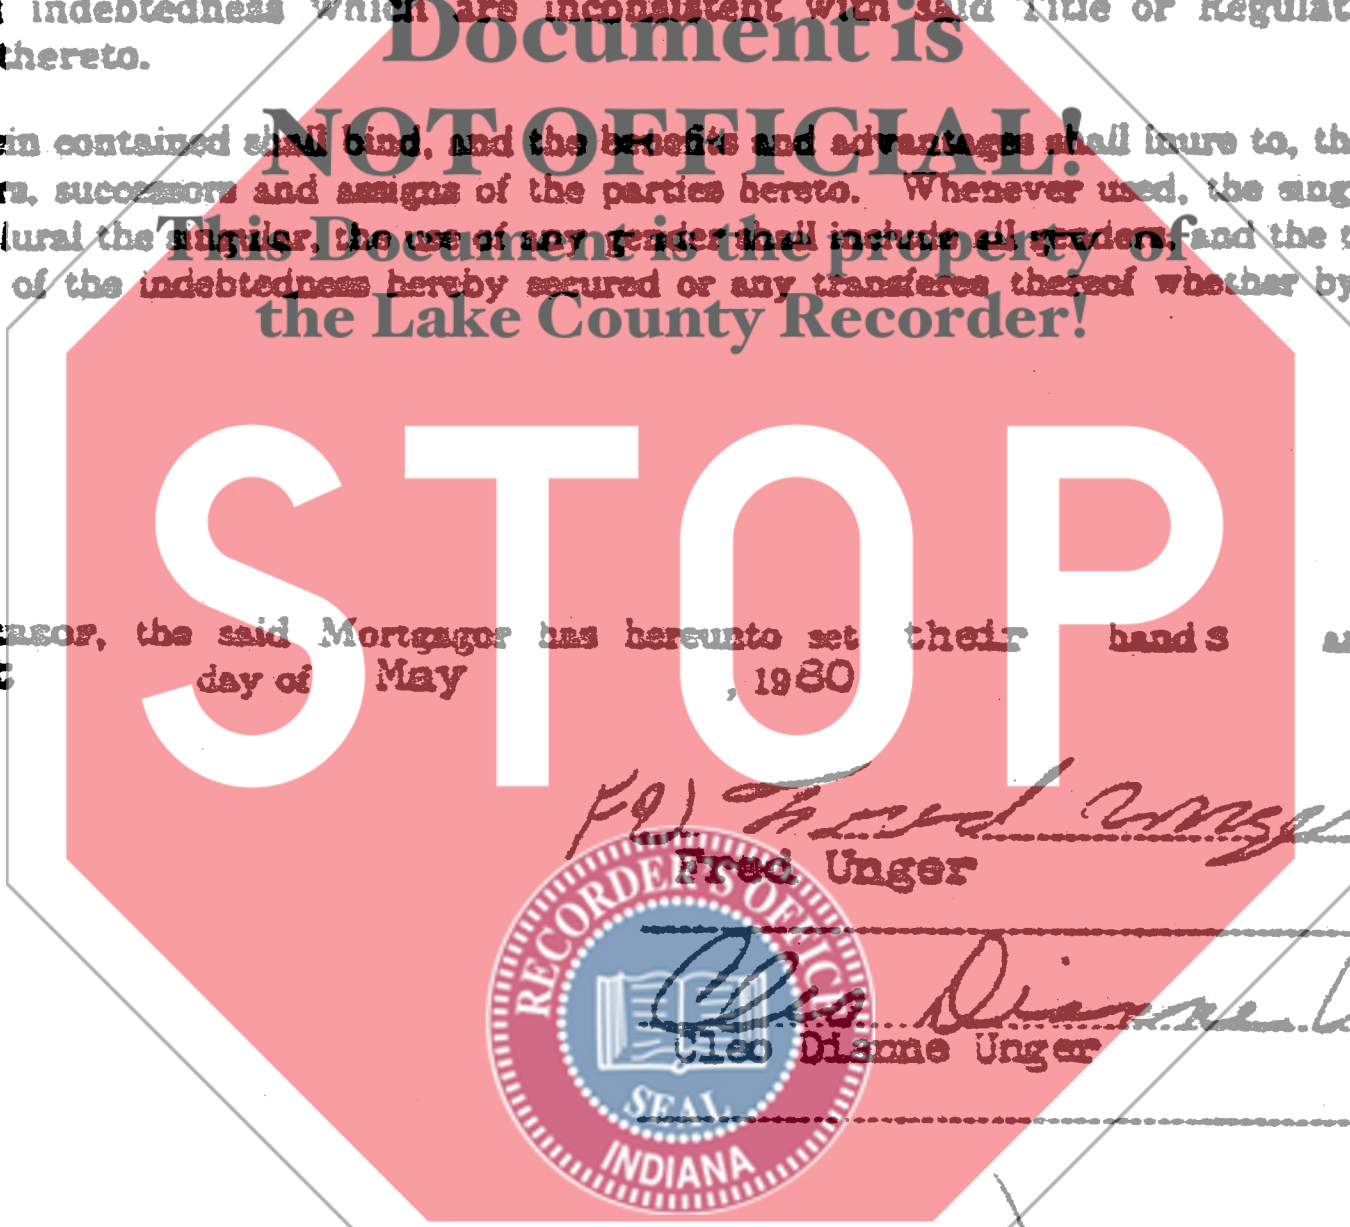 indebtedness which are inconsistent with said Title or Regulat
Document is
thereto.
NOT OFFICIAL!
in contained shall bind, and the benefits and advantages shall inure to, th
rs, successors and assigns of the parties hereto. Whenever used, the sing
lural the singular, the use of any gender shall include all genders, and the t
This Document is the property of
of the indebtedness hereby secured or any transferee thereof whether by
the Lake County Recorder!
STOP
the said Mortgagor has hereunto set their hands
day of May , 1980
Fred Unger
Fred Unger
RECORDER'S OFFICE
Cleo Dianne
Cleo Dianne Unger
SEAL
INDIANA